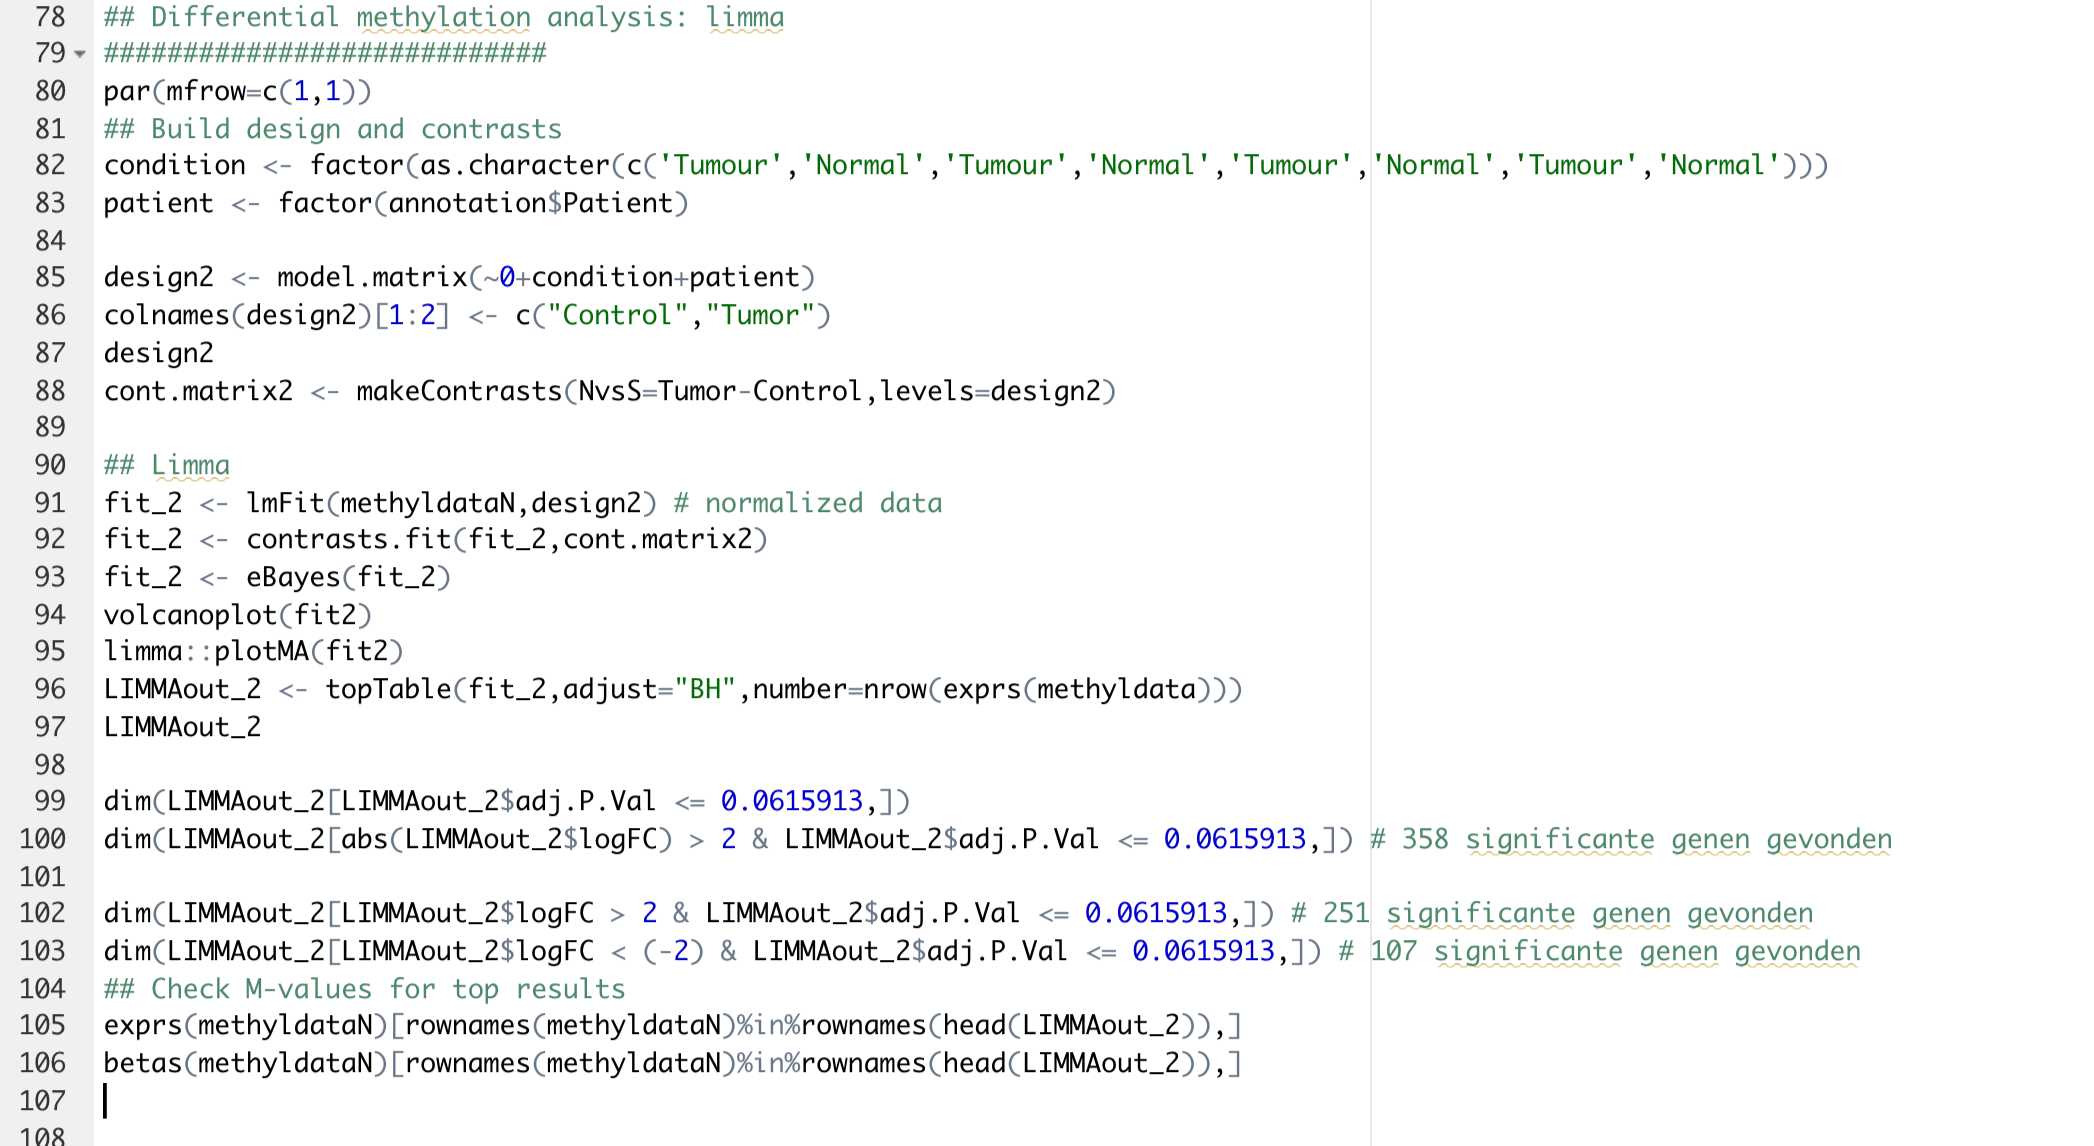 78 ## Differential methylation analysis: limma
79 ############################
80 par(mfrow=c(1,1))
81 ## Build design and contrasts
82 condition <- factor(as.character(c('Tumour','Normal','Tumour','Normal','Tumour','Normal','Tumour','Normal')))
83 patient <- factor(annotation$Patient)
84
85 design2 <- model.matrix(~0+condition+patient)
86 colnames(design2)[1:2] <- c("Control","Tumor")
87 design2
88 cont.matrix2 <- makeContrasts(NvsS=Tumor-Control,levels=design2)
89
90 ## Limma
91 fit_2 <- lmFit(methyldataN,design2) # normalized data
92 fit_2 <- contrasts.fit(fit_2,cont.matrix2)
93 fit_2 <- eBayes(fit_2)
94 volcanoplot(fit2)
95 limma::plotMA(fit2)
96 LIMMAout_2 <- topTable(fit_2,adjust="BH",number=nrow(exprs(methyldata)))
97 LIMMAout_2
98
99 dim(LIMMAout_2[LIMMAout_2$adj.P.Val <= 0.0615913,])
100 dim(LIMMAout_2[abs(LIMMAout_2$logFC) > 2 & LIMMAout_2$adj.P.Val <= 0.0615913,]) # 358 significante genen gevonden
101
102 dim(LIMMAout_2[LIMMAout_2$logFC > 2 & LIMMAout_2$adj.P.Val <= 0.0615913,]) # 251 significante genen gevonden
103 dim(LIMMAout_2[LIMMAout_2$logFC < (-2) & LIMMAout_2$adj.P.Val <= 0.0615913,]) # 107 significante genen gevonden
104 ## Check M-values for top results
105 exprs(methyldataN)[rownames(methyldataN)%in%rownames(head(LIMMAout_2)),]
106 betas(methyldataN)[rownames(methyldataN)%in%rownames(head(LIMMAout_2)),]
107
108